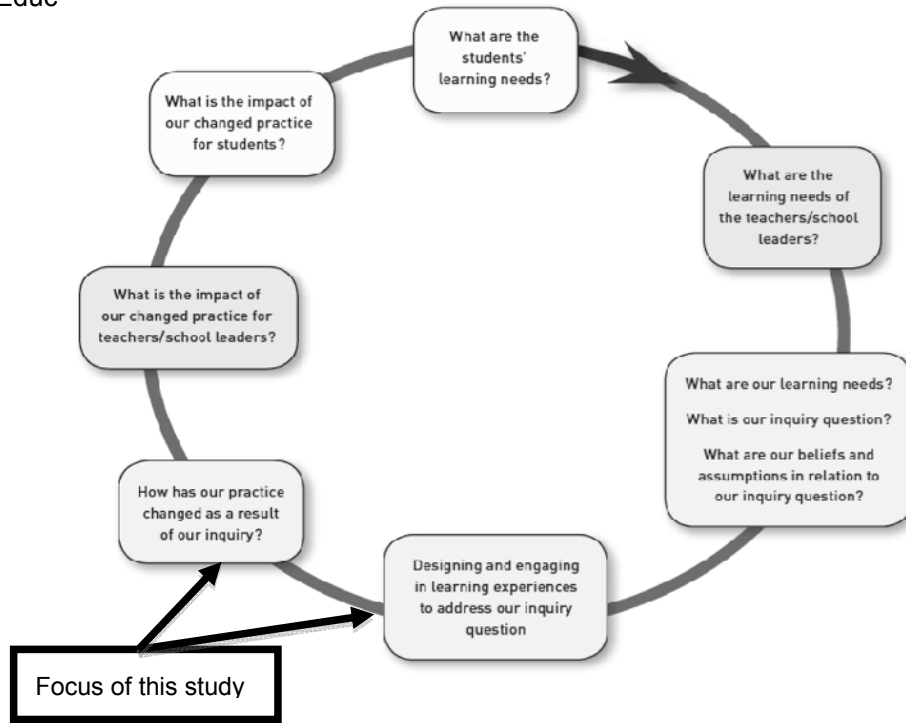 What are the
students'
learning needs?
What are the
learning needs of
the teachers/school
leaders?
What are our learning needs?
What is our inquiry question?
What are our beliefs and
assumptions in relation to
our inquiry question?
Designing and engaging
in learning experiences
to address our inquiry
question
How has our practice
changed as a result
of our inquiry?
What is the impact of
our changed practice for
teachers/school leaders?
What is the impact of
our changed practice
for students?
Focus of this study